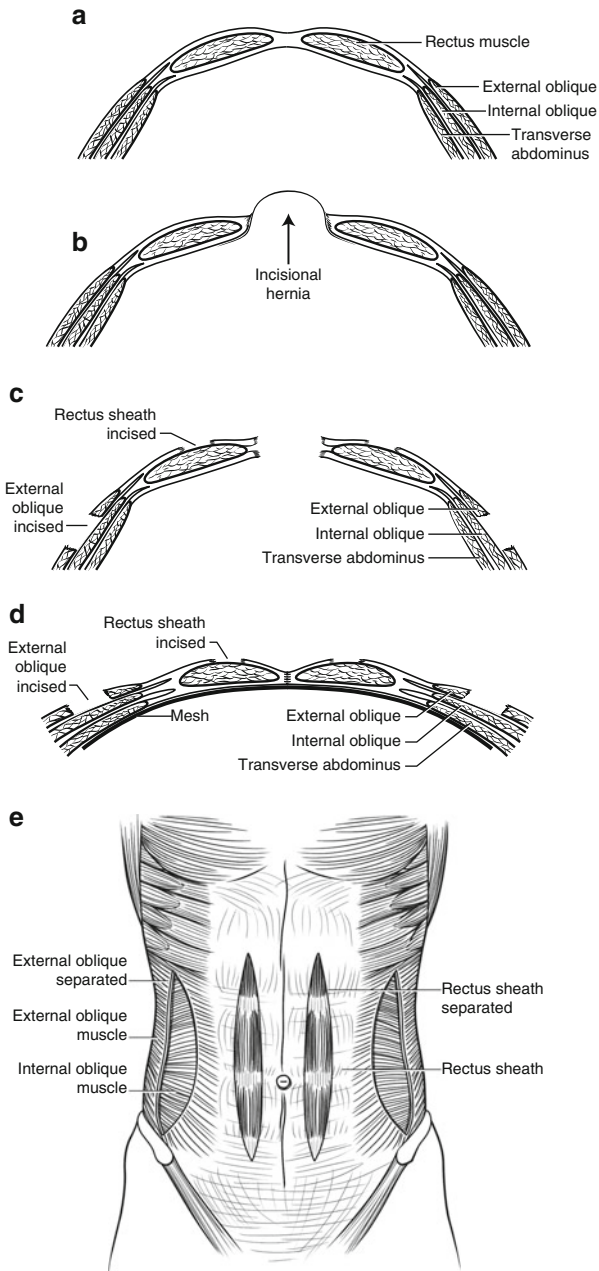 a
Rectus muscle
External oblique
Internal oblique
Transverse
abdominus
b
Incisional
hernia
c
Rectus sheath
incised
External
oblique
incised
External oblique
Internal oblique
Transverse abdominus
d
Rectus sheath
incised
External
oblique
incised
Mesh
External oblique
Internal oblique
Transverse abdominus
e
External oblique
separated
External oblique
muscle
Internal oblique
muscle
Rectus sheath
separated
Rectus sheath